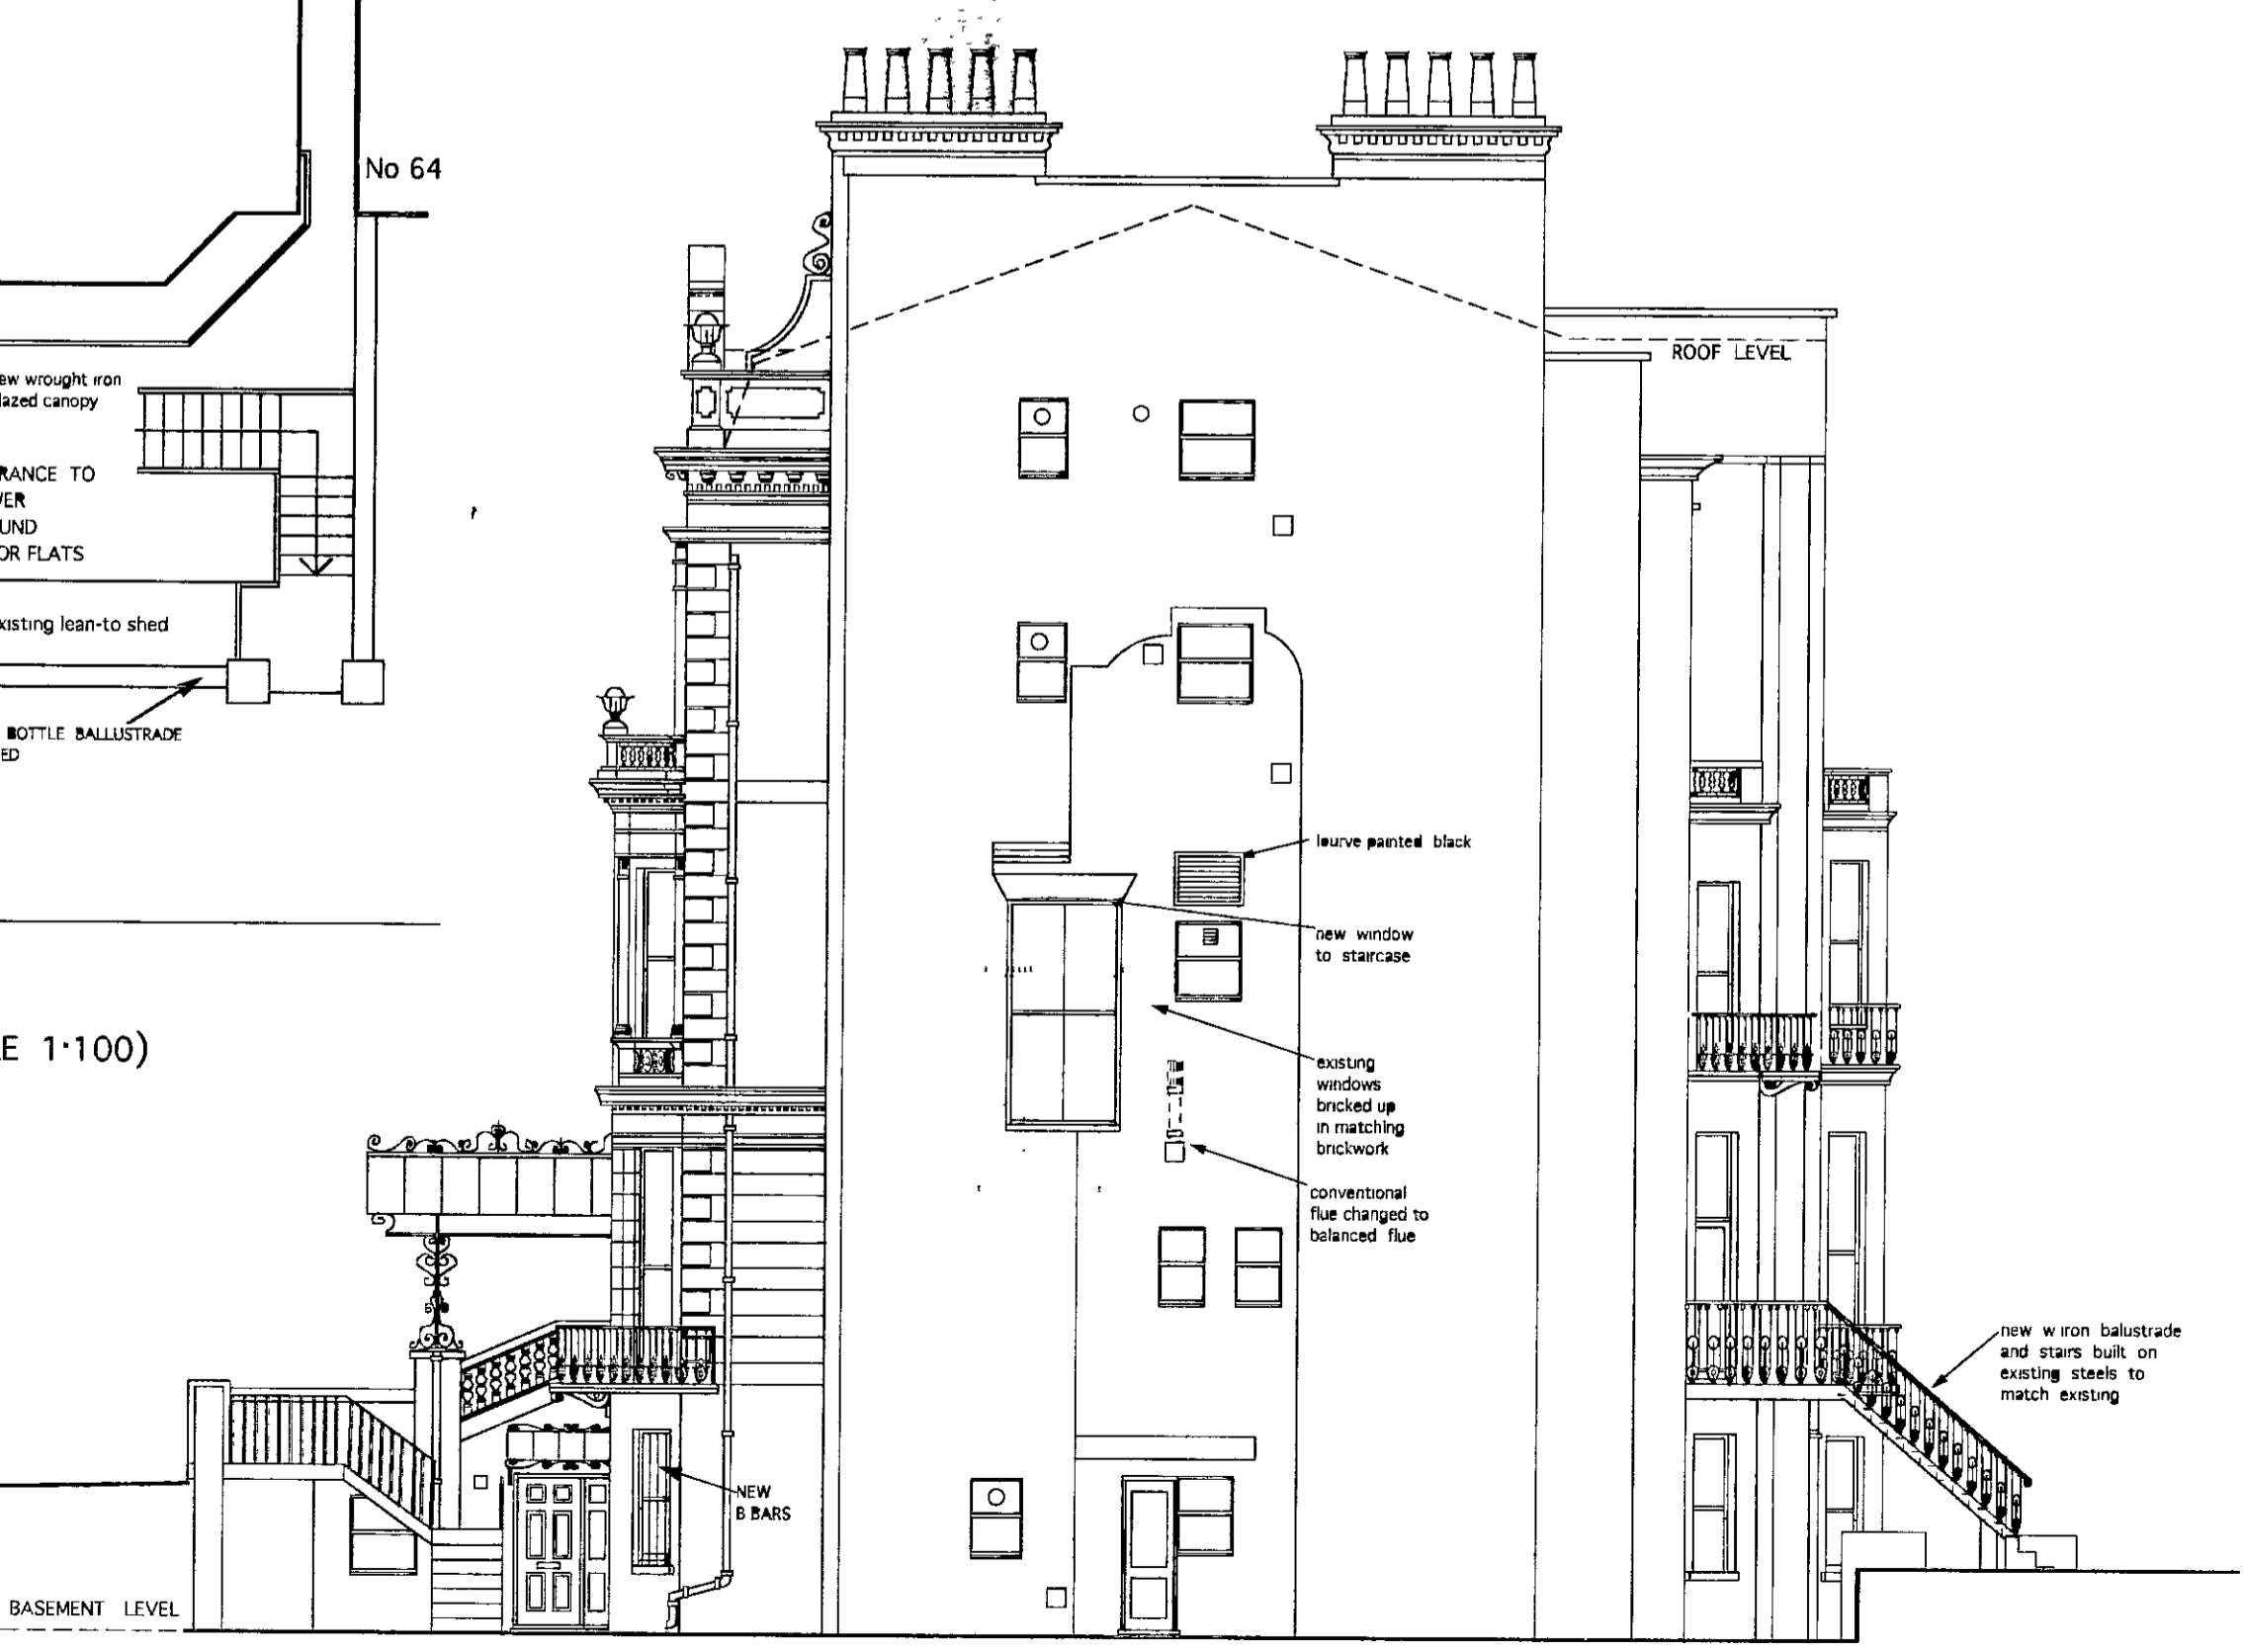 No 64
ew wrought iron
lazed canopy
RANCE TO
ER
UND
OR FLATS
xisting lean-to shed
BOTTLE BALLUSTRADE
ED
E 1:100)
BASEMENT LEVEL
ROOF LEVEL
lourve painted black
new window
to staircase
existing
windows
bricked up
in matching
brickwork
conventional
flue changed to
balanced flue
NEW
B BARS
new w iron balustrade
and stairs built on
existing steels to
match existing